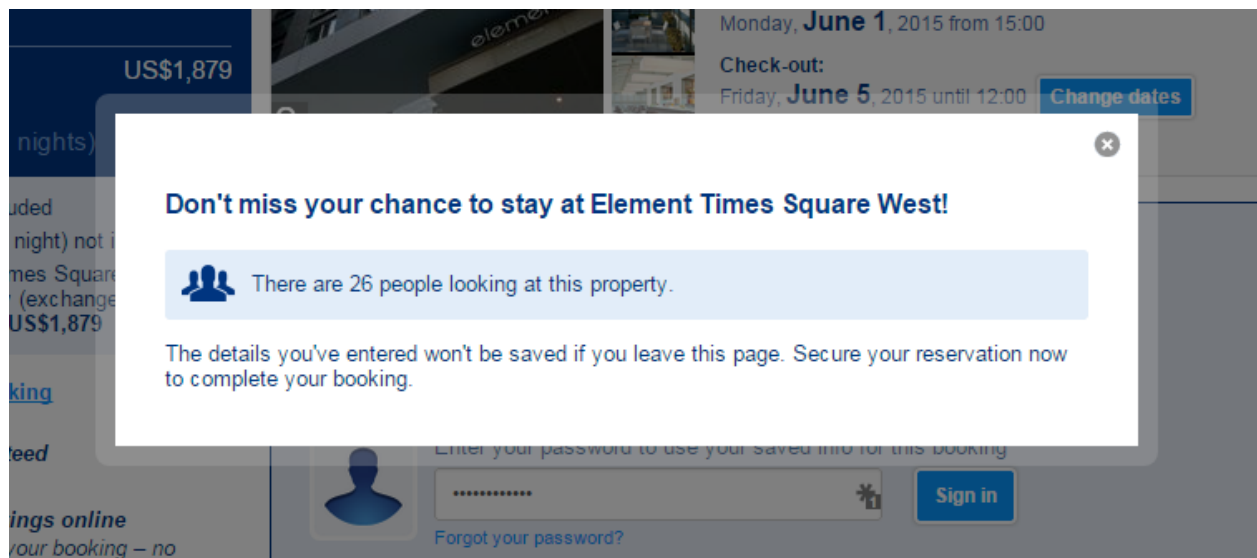 US$1,879
nights)
uded
night) not i
mes Square
(exchange
US$1,879
king
teed
ings online
your booking – no
element
Monday, June 1, 2015 from 15:00
Check-out:
Friday, June 5, 2015 until 12:00 Change dates
Don't miss your chance to stay at Element Times Square West!
There are 26 people looking at this property.
The details you've entered won't be saved if you leave this page. Secure your reservation now
to complete your booking.
Enter your password to use your saved info for this booking
Sign in
Forgot your password?